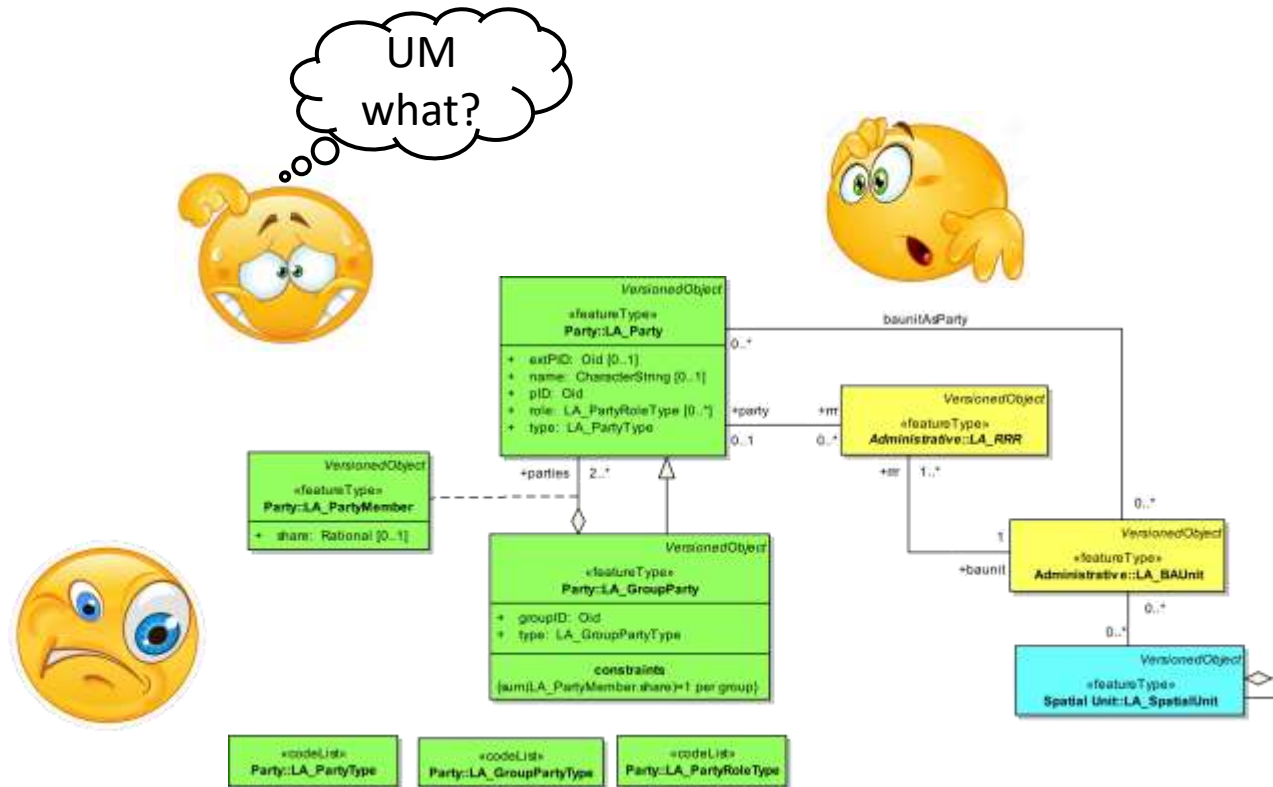 UM
what?
VersionedObject
«featureType»
Party::LA_Party
+ extPID: Oid [0..1]
+ name: CharacterString [0..1]
+ pID: Oid
+ role: LA_PartyRoleType [0..*]
+ type: LA_PartyType
baunitAsParty
0..*
+party
+rrr
0..1
0..*
VersionedObject
«featureType»
Administrative::LA_RRR
+parties
2..*
+rrr
1..*
VersionedObject
«featureType»
Party::LA_PartyMember
+ share: Rational [0..1]
0..*
1
+baunit
VersionedObject
«featureType»
Administrative::LA_BAUnit
VersionedObject
«featureType»
Party::LA_GroupParty
+ groupID: Oid
+ type: LA_GroupPartyType
constraints
{sum(LA_PartyMember.share)=1 per group}
0..*
0..*
VersionedObject
«featureType»
Spatial Unit::LA_SpatialUnit
«codeList»
Party::LA_PartyType
«codeList»
Party::LA_GroupPartyType
«codeList»
Party::LA_PartyRoleType